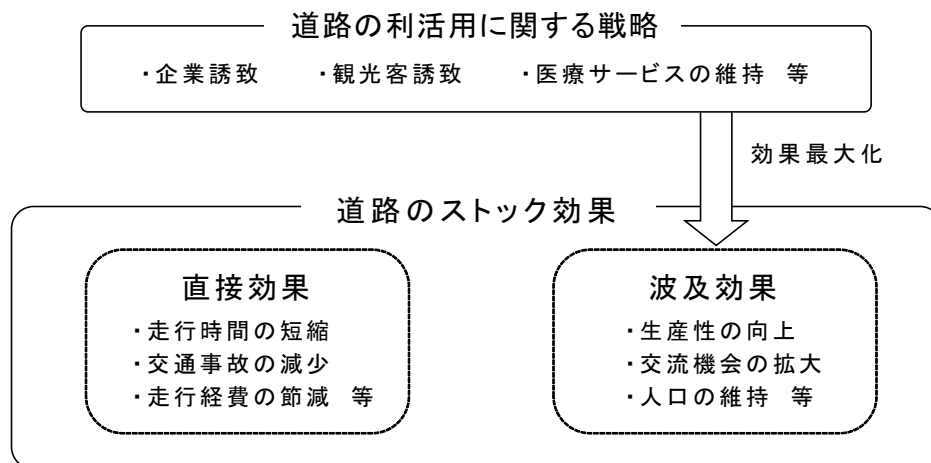 道路の利活用に関する戦略
・企業誘致 ・観光客誘致 ・医療サービスの維持 等
効果最大化
道路のストック効果
直接効果
・走行時間の短縮
・交通事故の減少
・走行経費の節減 等
波及効果
・生産性の向上
・交流機会の拡大
・人口の維持 等